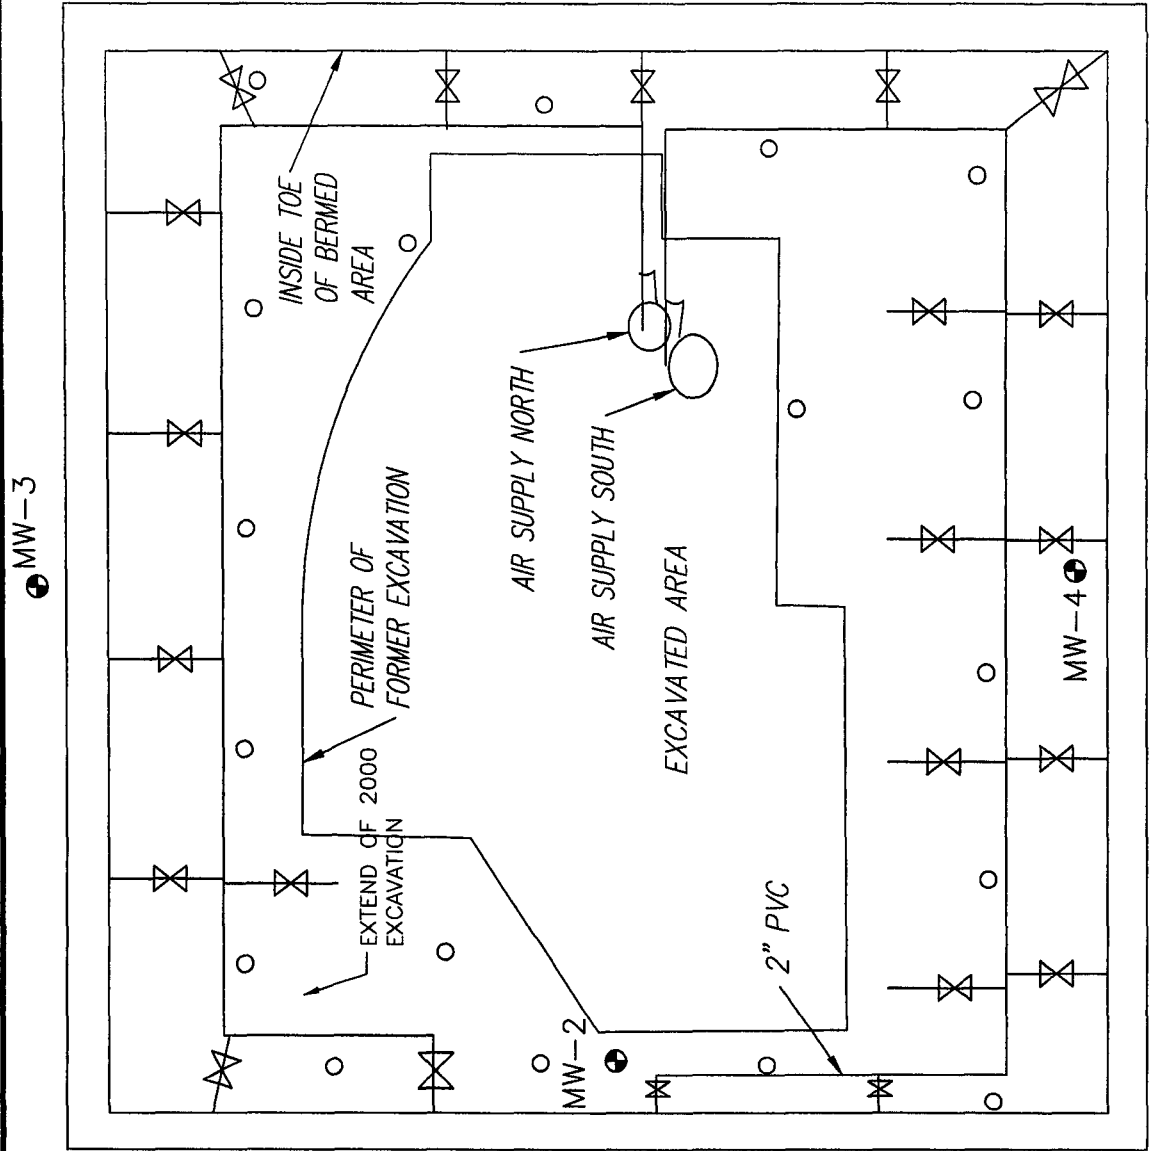 MW-3
INSIDE TOE
OF BERMED
AREA
PERIMETER OF
FORMER EXCAVATION
EXTEND OF 2000
EXCAVATION
AIR SUPPLY NORTH
AIR SUPPLY SOUTH
EXCAVATED AREA
2" PVC
MW-2
MW-4